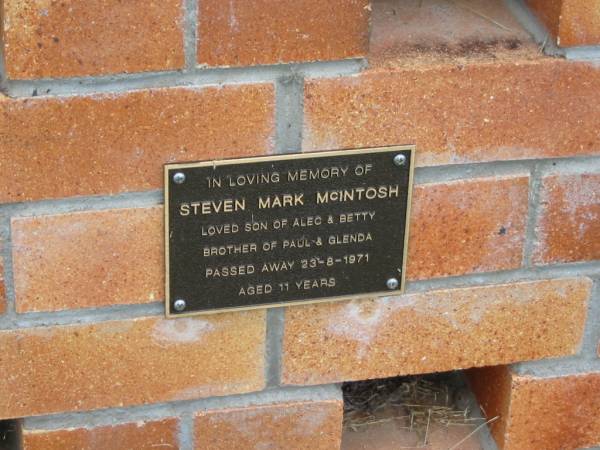 IN LOVING MEMORY OF
STEVEN MARK McINTOSH
LOVED SON OF ALEC & BETTY
BROTHER OF PAUL & GLENDA
PASSED AWAY 23-8-1971
AGED 11 YEARS